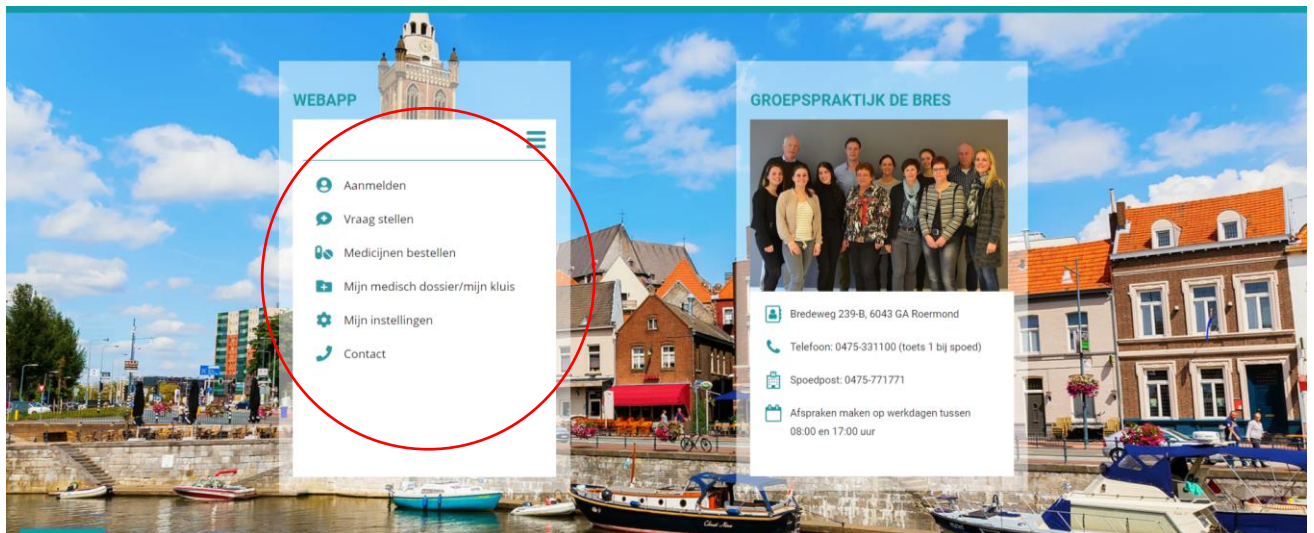 WEBAPP
Aanmelden
Vraag stellen
Medicijnen bestellen
Mijn medisch dossier/mijn kluis
Mijn instellingen
Contact
GROEPSPRAKTIJK DE BRES
Bredeweg 239-B, 6043 GA Roermond
Telefoon: 0475-331100 (toets 1 bij spoed)
Spoedpost: 0475-771771
Afspraken maken op werkdagen tussen
08:00 en 17:00 uur